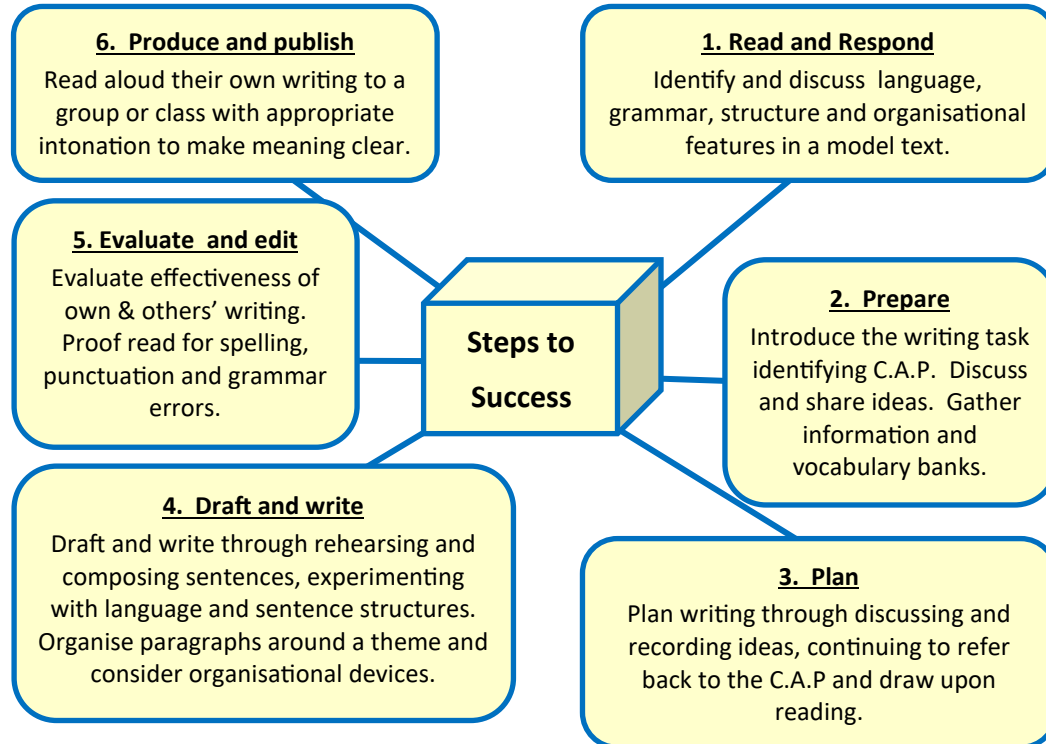 1. Read and Respond
Identify and discuss language,
grammar, structure and organisational
features in a model text.
2. Prepare
Introduce the writing task
identifying C.A.P. Discuss
and share ideas. Gather
information and
vocabulary banks.
3. Plan
Plan writing through discussing and
recording ideas, continuing to refer
back to the C.A.P and draw upon
reading.
4. Draft and write
Draft and write through rehearsing and
composing sentences, experimenting
with language and sentence structures.
Organise paragraphs around a theme and
consider organisational devices.
5. Evaluate and edit
Evaluate effectiveness of
own & others’ writing.
Proof read for spelling,
punctuation and grammar
errors.
6. Produce and publish
Read aloud their own writing to a
group or class with appropriate
intonation to make meaning clear.
Steps to
Success